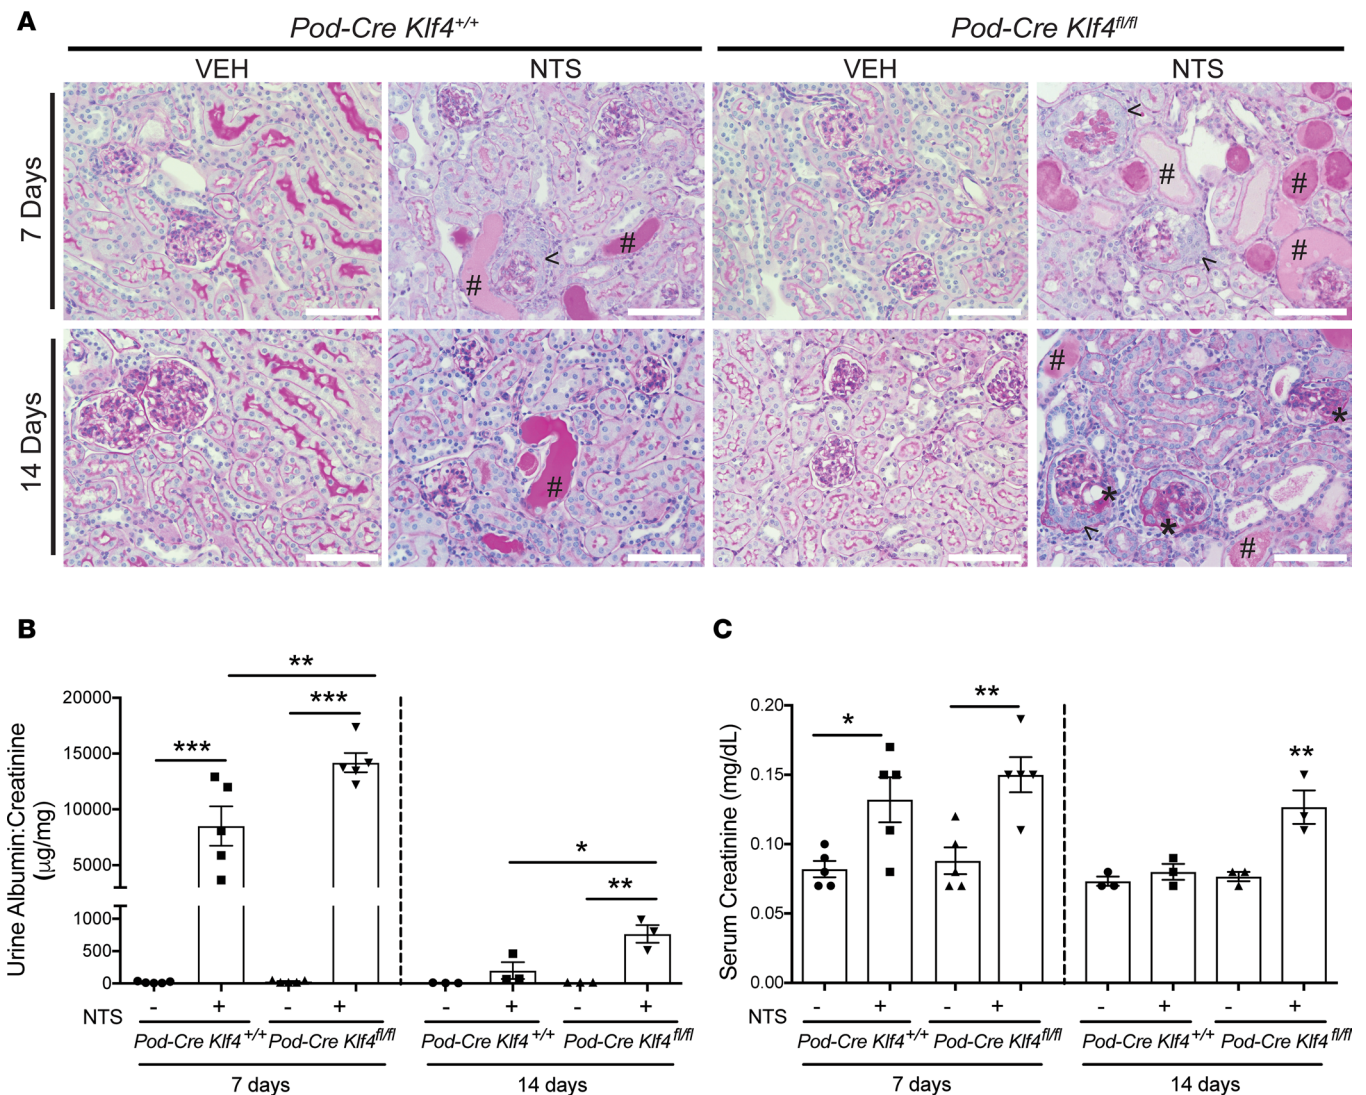 A
Pod-Cre Klf4+/+ Pod-Cre Klf4fl/fl
VEH NTS VEH NTS
7 Days
< # # < # # # <
14 Days
# # * * * < #
B
Urine Albumin:Creatinine
(µg/mg)
** *** *** * **
20000
15000
10000
5000
1000
500
0
- + - + - + - +
NTS
Pod-Cre Klf4+/+ Pod-Cre Klf4fl/fl Pod-Cre Klf4+/+ Pod-Cre Klf4fl/fl
7 days 14 days
C
Serum Creatinine (mg/dL)
* ** **
0.20
0.15
0.10
0.05
0.00
- + - + - + - +
NTS
Pod-Cre Klf4+/+ Pod-Cre Klf4fl/fl Pod-Cre Klf4+/+ Pod-Cre Klf4fl/fl
7 days 14 days